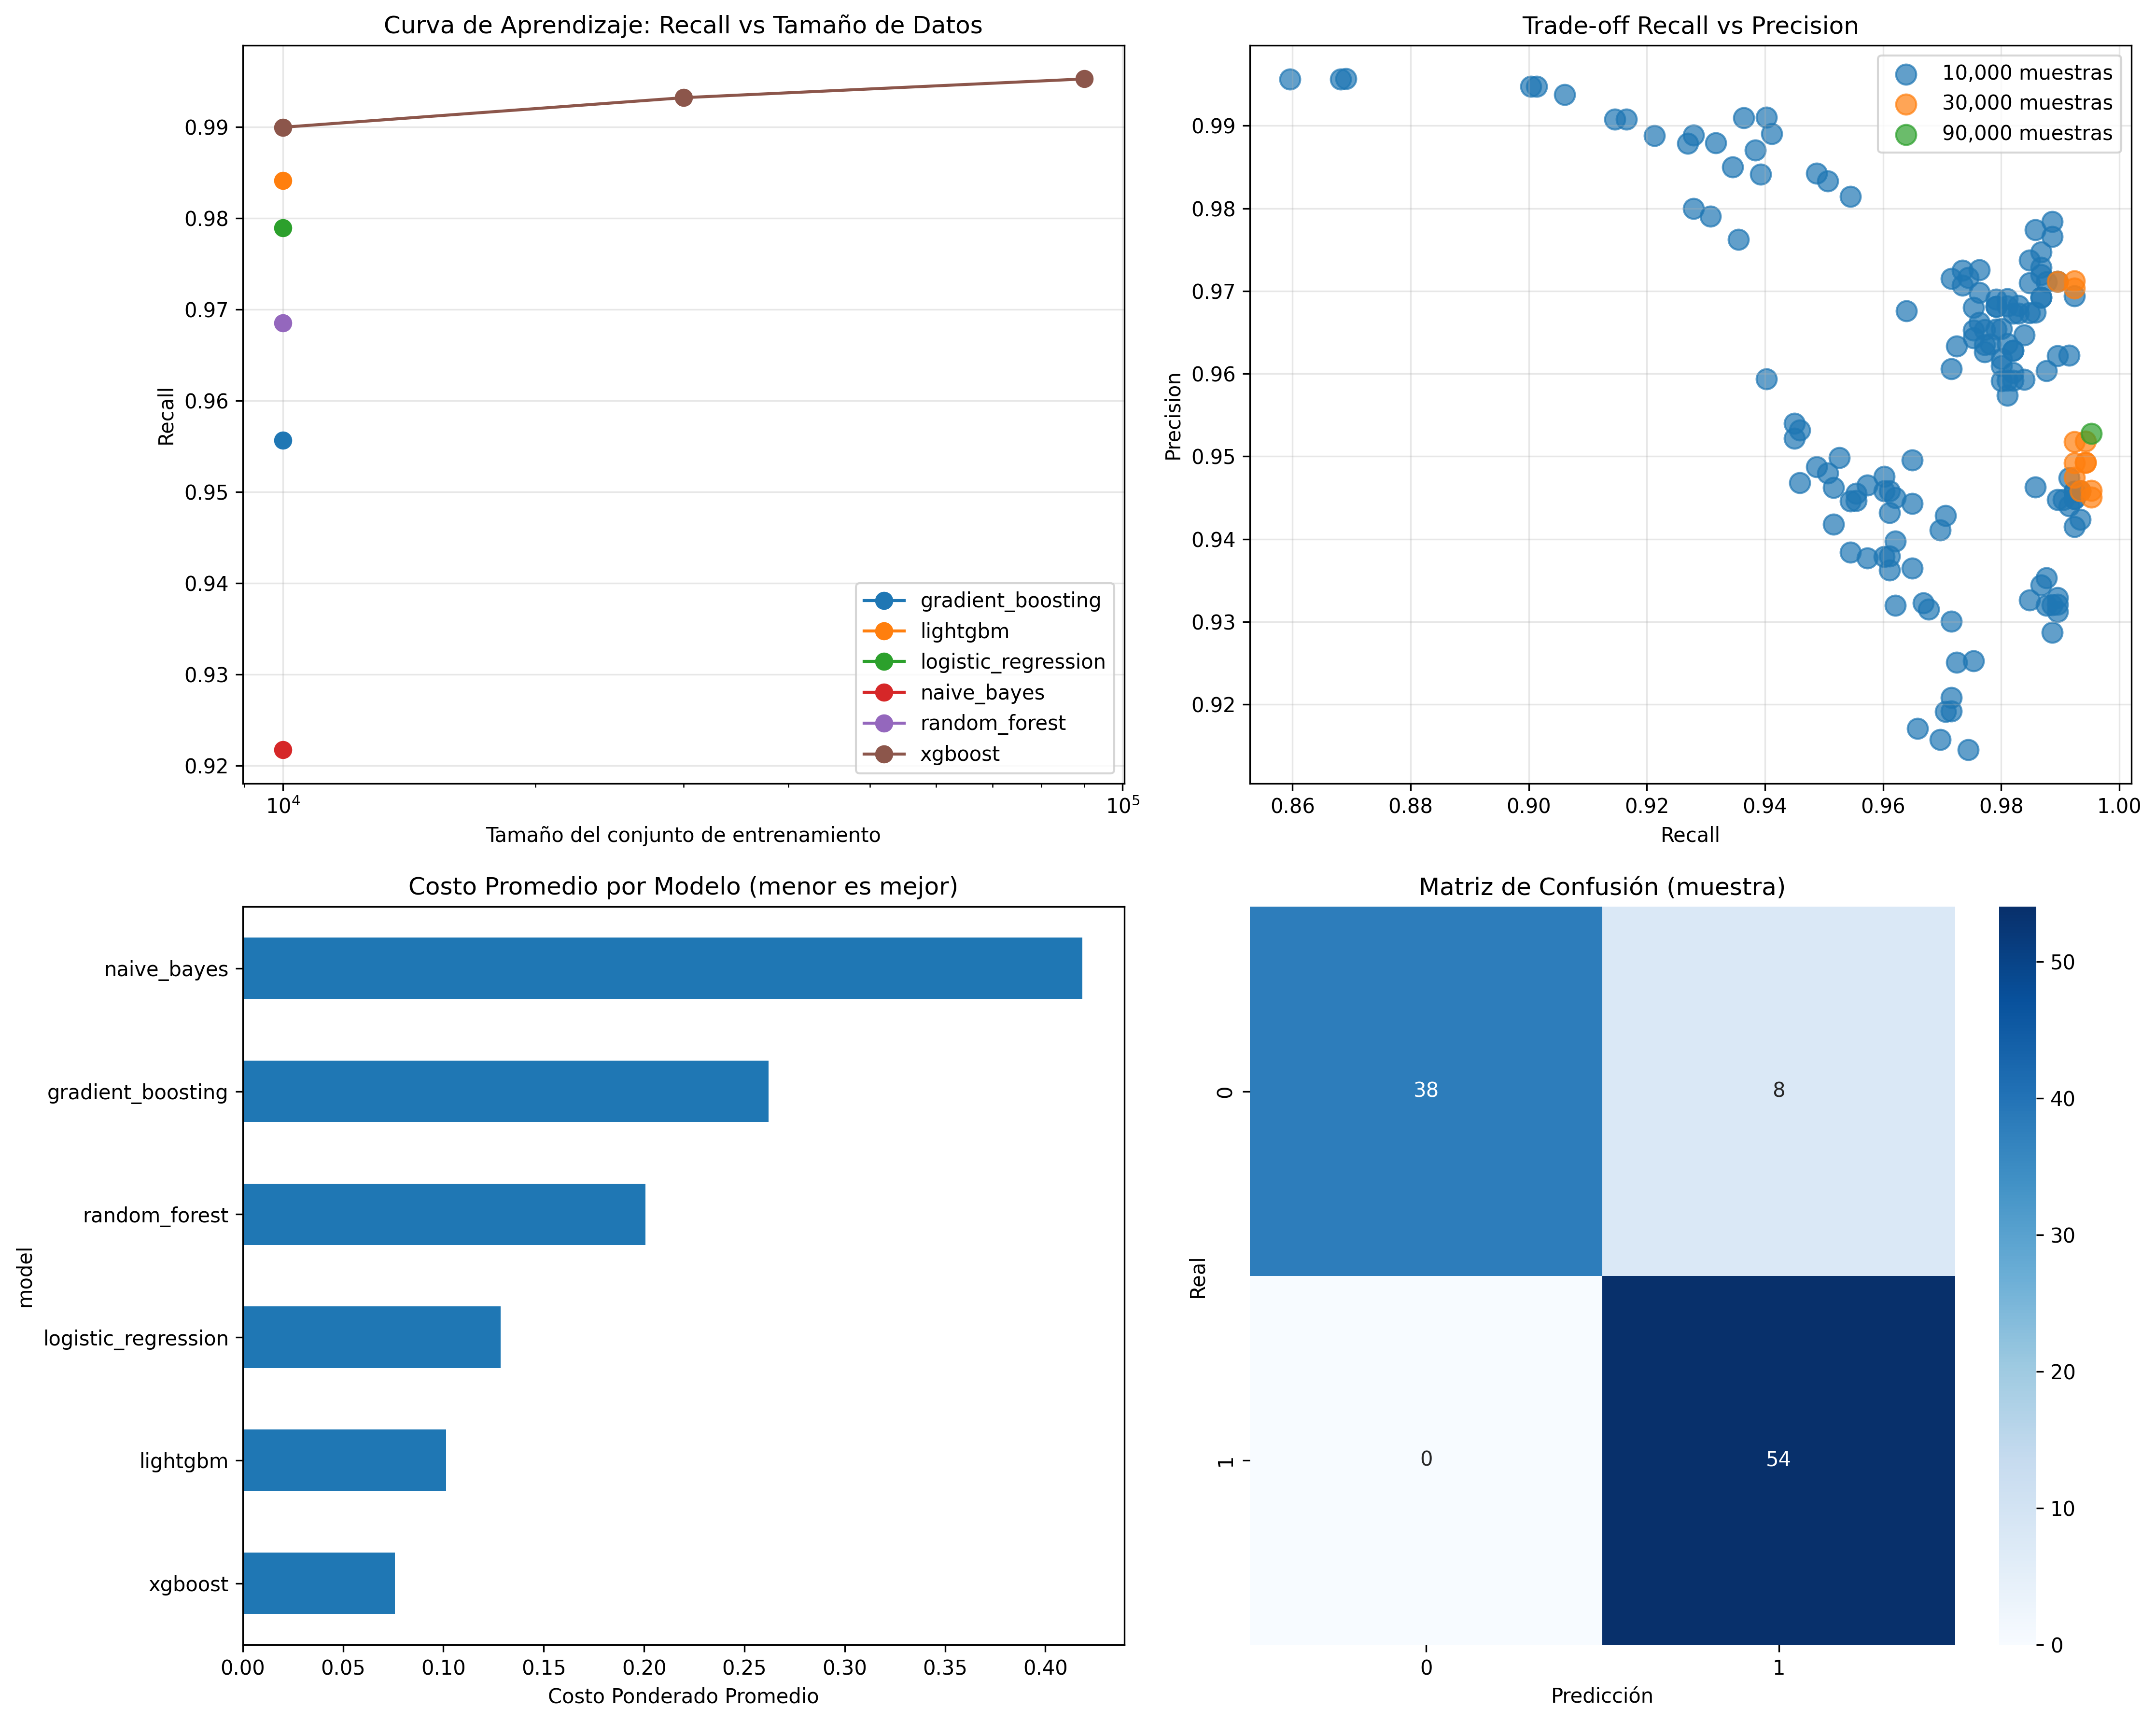 Curva de Aprendizaje: Recall vs Tamaño de Datos
Recall
0.99
0.98
0.97
0.96
0.95
0.94
0.93
0.92
10⁴
10⁵
Tamaño del conjunto de entrenamiento
gradient_boosting
lightgbm
logistic_regression
naive_bayes
random_forest
xgboost
Trade-off Recall vs Precision
Precision
0.99
0.98
0.97
0.96
0.95
0.94
0.93
0.92
0.86
0.88
0.90
0.92
0.94
0.96
0.98
1.00
Recall
10,000 muestras
30,000 muestras
90,000 muestras
Costo Promedio por Modelo (menor es mejor)
model
naive_bayes
gradient_boosting
random_forest
logistic_regression
lightgbm
xgboost
0.00
0.05
0.10
0.15
0.20
0.25
0.30
0.35
0.40
Costo Ponderado Promedio
Matriz de Confusión (muestra)
Real
0
1
38
8
0
54
0
1
Predicción
50
40
30
20
10
0